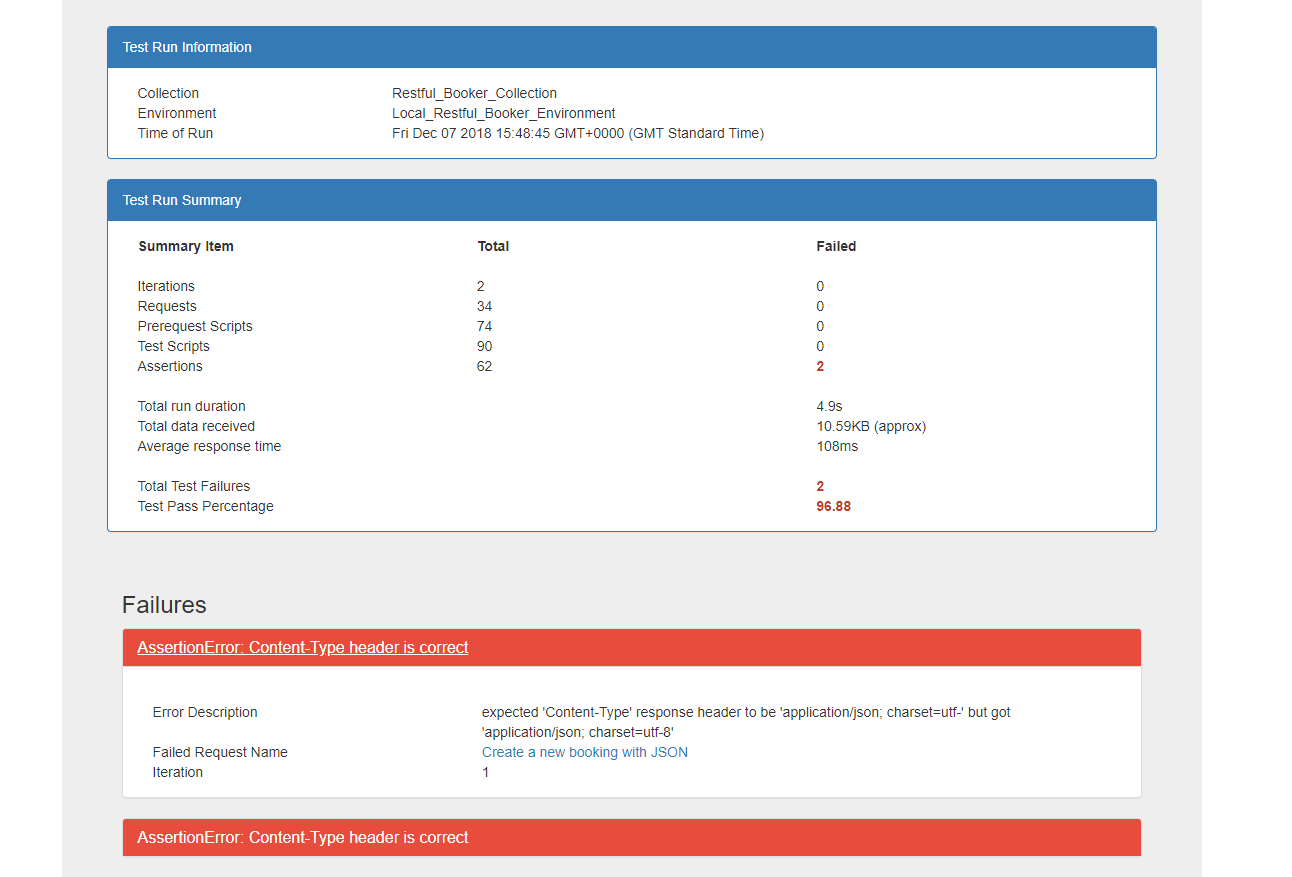 Test Run Information
Collection Restful_Booker_Collection
Environment Local_Restful_Booker_Environment
Time of Run Fri Dec 07 2018 15:48:45 GMT+0000 (GMT Standard Time)
Test Run Summary
Summary Item Total Failed
Iterations 2 0
Requests 34 0
Prerequest Scripts 74 0
Test Scripts 90 0
Assertions 62 2
Total run duration 4.9s
Total data received 10.59KB (approx)
Average response time 108ms
Total Test Failures 2
Test Pass Percentage 96.88
Failures
AssertionError: Content-Type header is correct
Error Description expected 'Content-Type' response header to be 'application/json; charset=utf-' but got
'application/json; charset=utf-8'
Failed Request Name Create a new booking with JSON
Iteration 1
AssertionError: Content-Type header is correct